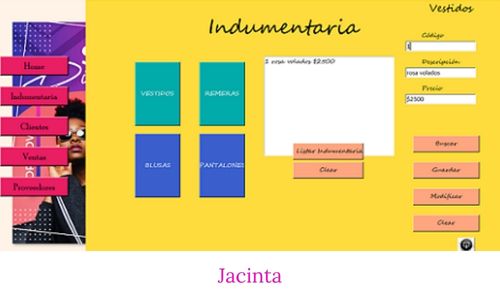 Vestidos
Indumentaria
Código
1
Descripción
rosa volados
Precio
$2500
Home
Indumentaria
Clientes
Ventas
Proveedores
VESTIDOS
REMERAS
BLUSAS
PANTALONES
1 rosa volados $2500
Listar Indumentaria
Clear
Buscar
Guardar
Modificar
Clear
Jacinta